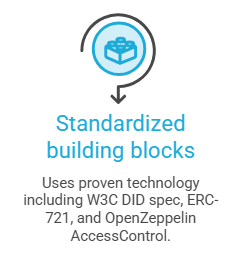 Standardized
building blocks
Uses proven technology
including W3C DID spec, ERC-
721, and OpenZeppelin
AccessControl.